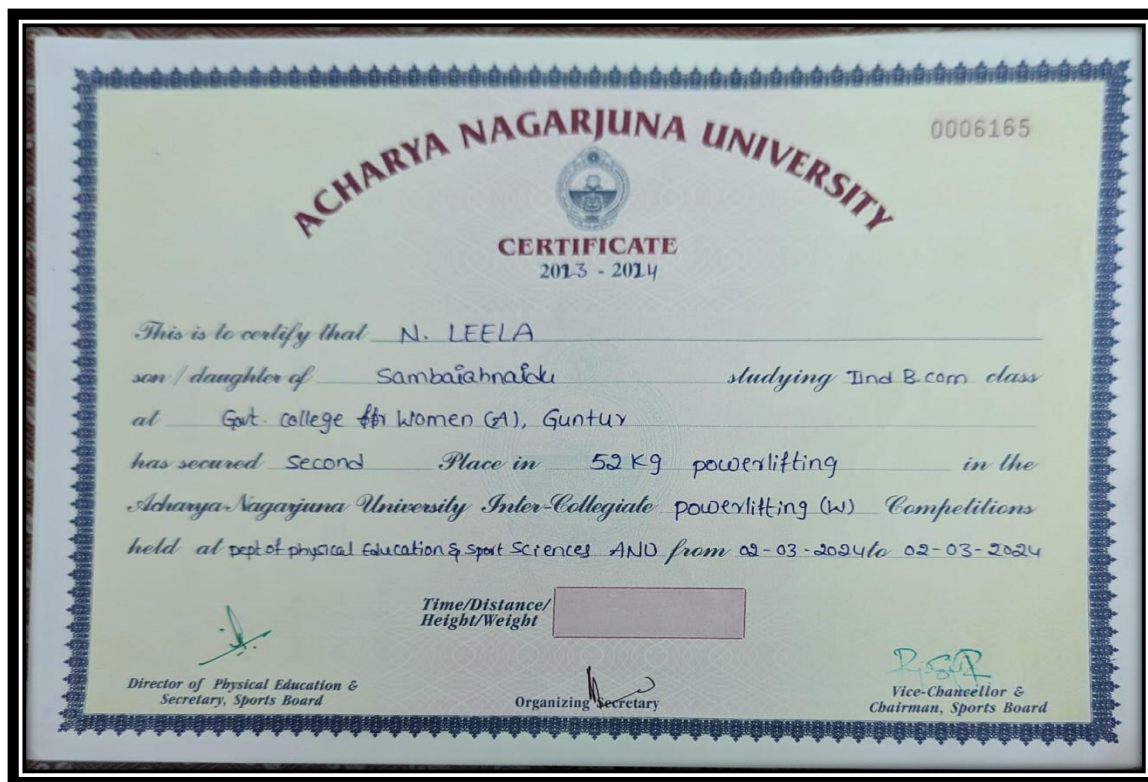 ACHARYA NAGARJUNA UNIVERSITY
0006165
CERTIFICATE
2023 - 2024
This is to certify that N. LEELA
son / daughter of Sambaiahnaidu studying IInd B.com class
at Govt. College for Women (A), Guntur
has secured Second Place in 52 Kg powerlifting in the
Acharya Nagarjuna University Inter-Collegiate powerlifting (W) Competitions
held at Dept of physical Education & sport Sciences ANU from 02-03-2024 to 02-03-2024
Time/Distance/
Height/Weight
Director of Physical Education &
Secretary, Sports Board
Organizing Secretary
Vice-Chancellor &
Chairman, Sports Board